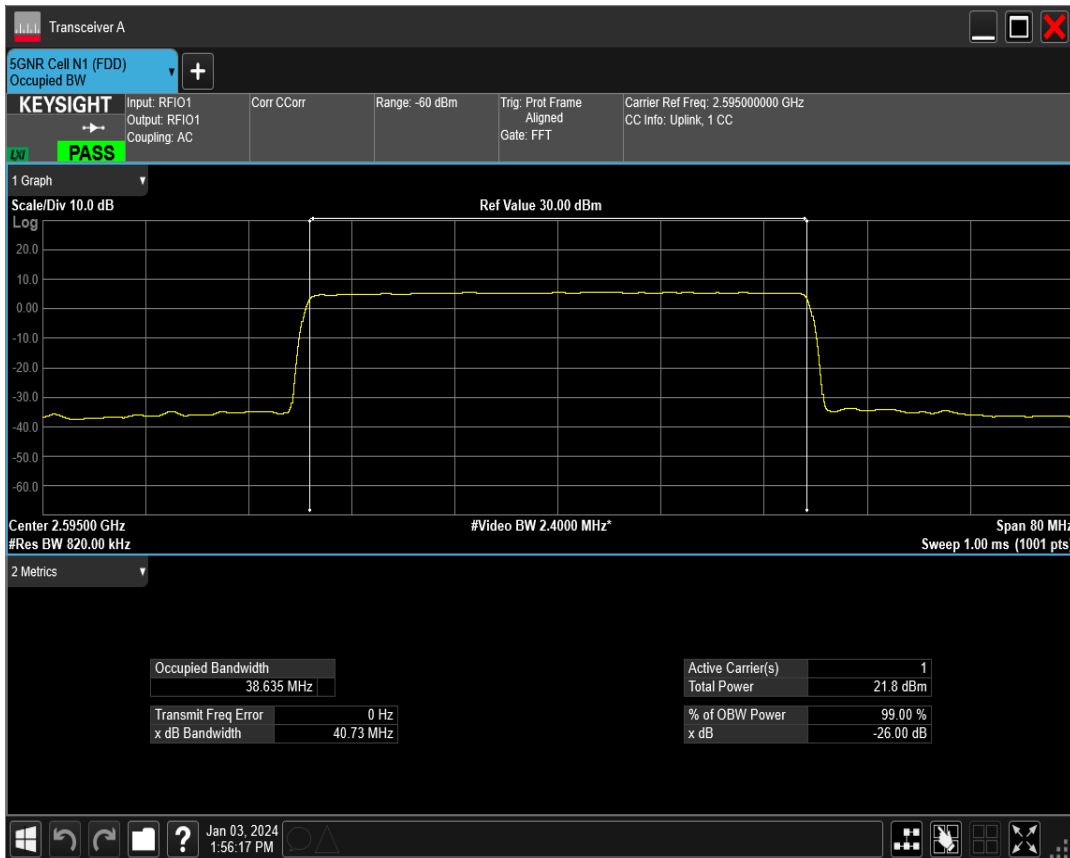 Transceiver A
5GNR Cell N1 (FDD)
Occupied BW
+
KEYSIGHT
LXI
PASS
Input: RFIO1
Output: RFIO1
Coupling: AC
Corr CCorr
Range: -60 dBm
Trig: Prot Frame
Aligned
Gate: FFT
Carrier Ref Freq: 2.595000000 GHz
CC Info: Uplink, 1 CC
1 Graph
Scale/Div 10.0 dB
Ref Value 30.00 dBm
Log
20.0
10.0
0.00
-10.0
-20.0
-30.0
-40.0
-50.0
-60.0
Center 2.59500 GHz
#Video BW 2.4000 MHz*
Span 80 MHz
#Res BW 820.00 kHz
Sweep 1.00 ms (1001 pts)
2 Metrics
Occupied Bandwidth
38.635 MHz
Transmit Freq Error 0 Hz
x dB Bandwidth 40.73 MHz
Active Carrier(s) 1
Total Power 21.8 dBm
% of OBW Power 99.00 %
x dB -26.00 dB
?
Jan 03, 2024
1:56:17 PM